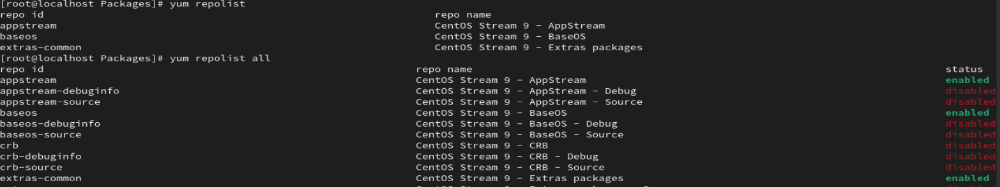 [root@localhost Packages]# yum repolist
repo id repo name
appstream CentOS Stream 9 - AppStream
baseos CentOS Stream 9 - BaseOS
extras-common CentOS Stream 9 - Extras packages
[root@localhost Packages]# yum repolist all
repo id repo name status
appstream CentOS Stream 9 - AppStream enabled
appstream-debuginfo CentOS Stream 9 - AppStream - Debug disabled
appstream-source CentOS Stream 9 - AppStream - Source disabled
baseos CentOS Stream 9 - BaseOS enabled
baseos-debuginfo CentOS Stream 9 - BaseOS - Debug disabled
baseos-source CentOS Stream 9 - BaseOS - Source disabled
crb CentOS Stream 9 - CRB disabled
crb-debuginfo CentOS Stream 9 - CRB - Debug disabled
crb-source CentOS Stream 9 - CRB - Source disabled
extras-common CentOS Stream 9 - Extras packages enabled